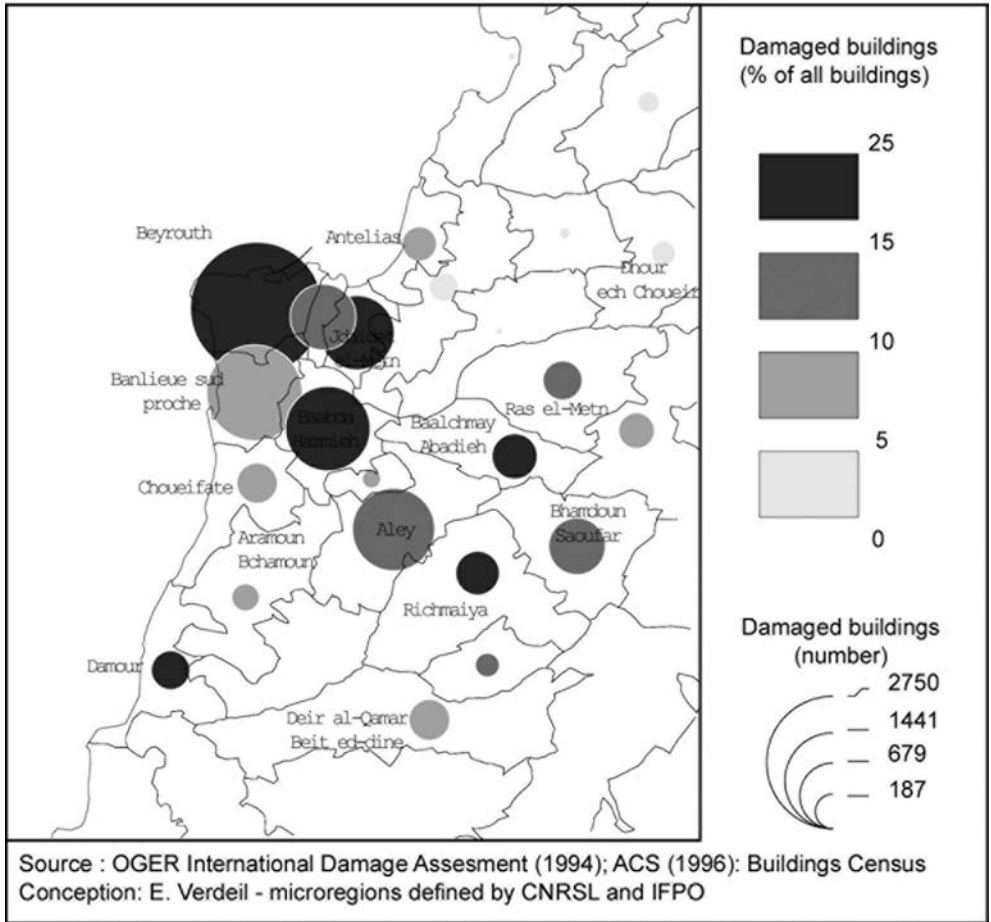 Damaged buildings
(% of all buildings)
25
15
10
5
0
Damaged buildings
(number)
2750
1441
679
187
Beyrouth
Antelias
Dhour
ech Choueir
Banlieue sud
proche
Baabda
Hazmieh
Ras el-Metn
Baalchmay
Abadieh
Choueifate
Aley
Bhamdoun
Saoufar
Aramoun
Bchamoun
Richmaiya
Damour
Deir al-Qamar
Beit ed-dine
Source : OGER International Damage Assesment (1994); ACS (1996): Buildings Census
Conception: E. Verdeil - microregions defined by CNRSL and IFPO